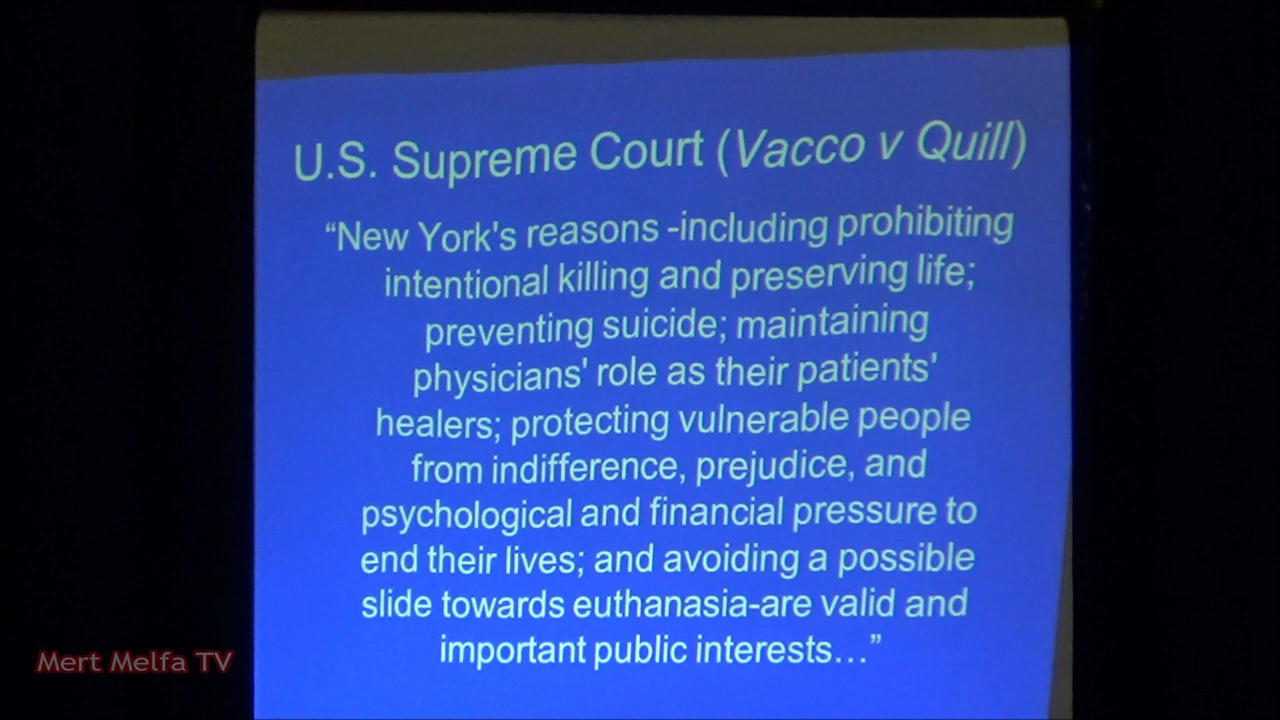 U.S. Supreme Court (Vacco v Quill)
“New York's reasons -including prohibiting
intentional killing and preserving life;
preventing suicide; maintaining
physicians' role as their patients'
healers; protecting vulnerable people
from indifference, prejudice, and
psychological and financial pressure to
end their lives; and avoiding a possible
slide towards euthanasia-are valid and
important public interests…”
Mert Melfa TV